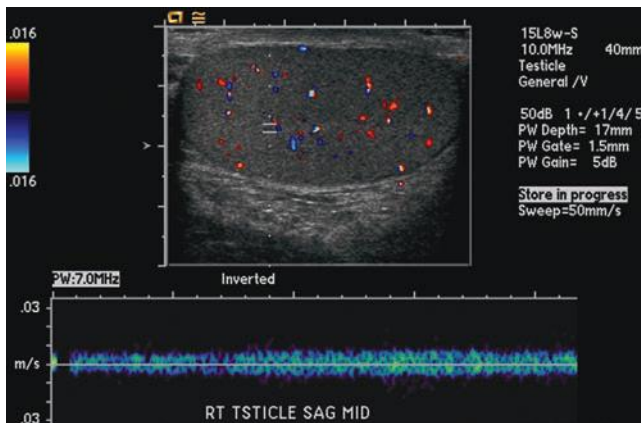 .016
.016
15L8w-S
10.0MHz 40mm
Testicle
General /V
50dB 1 +/+1/4/5
PW Depth= 17mm
PW Gate= 1.5mm
PW Gain= 5dB
Store in progress
Sweep=50mm/s
PW:7.0MHz
Inverted
.03
m/s
.03
RT TSTICLE SAG MID